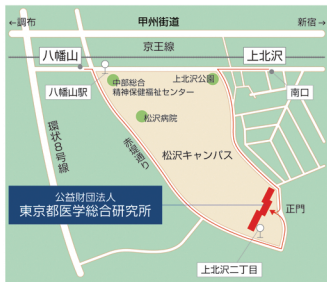 ←調布
甲州街道
新宿→
京王線
八幡山
上北沢
八幡山駅
中部総合
精神保健福祉センター
上北沢公園
南口
松沢病院
環状8号線
赤堤通り
松沢キャンパス
公益財団法人
東京都医学総合研究所
正門
上北沢二丁目